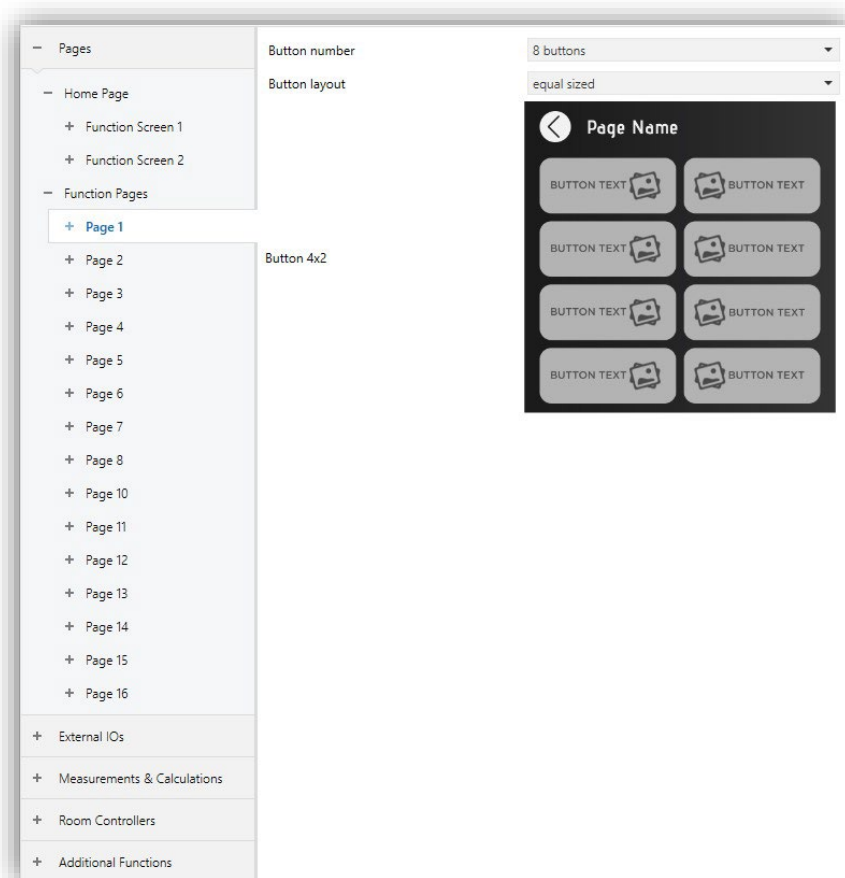 Pages
Button number
8 buttons
Button layout
equal sized
Home Page
Function Screen 1
Function Screen 2
Function Pages
Page 1
Page 2
Page 3
Page 4
Page 5
Page 6
Page 7
Page 8
Page 10
Page 11
Page 12
Page 13
Page 14
Page 15
Page 16
External IOs
Measurements & Calculations
Room Controllers
Additional Functions
Button 4x2
Page Name
BUTTON TEXT BUTTON TEXT
BUTTON TEXT BUTTON TEXT
BUTTON TEXT BUTTON TEXT
BUTTON TEXT BUTTON TEXT